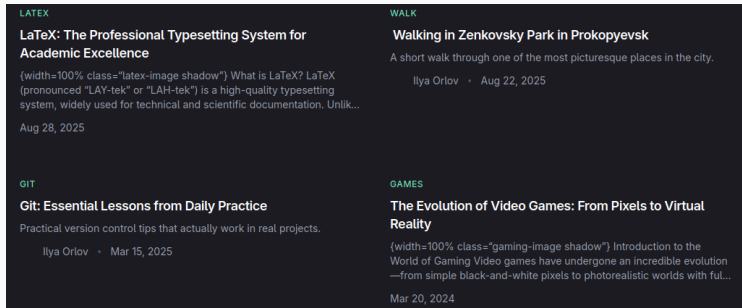 LATEX
LaTeX: The Professional Typesetting System for
Academic Excellence
{width=100% class=“latex-image shadow”} What is LaTeX? LaTeX
(pronounced “LAY-tek” or “LAH-tek”) is a high-quality typesetting
system, widely used for technical and scientific documentation. Unlik...
Aug 28, 2025
WALK
Walking in Zenkovsky Park in Prokopyevsk
A short walk through one of the most picturesque places in the city.
Ilya Orlov • Aug 22, 2025
GIT
Git: Essential Lessons from Daily Practice
Practical version control tips that actually work in real projects.
Ilya Orlov • Mar 15, 2025
GAMES
The Evolution of Video Games: From Pixels to Virtual
Reality
{width=100% class=“gaming-image shadow”} Introduction to the
World of Gaming Video games have undergone an incredible evolution
—from simple black-and-white pixels to photorealistic worlds with ful...
Mar 20, 2024